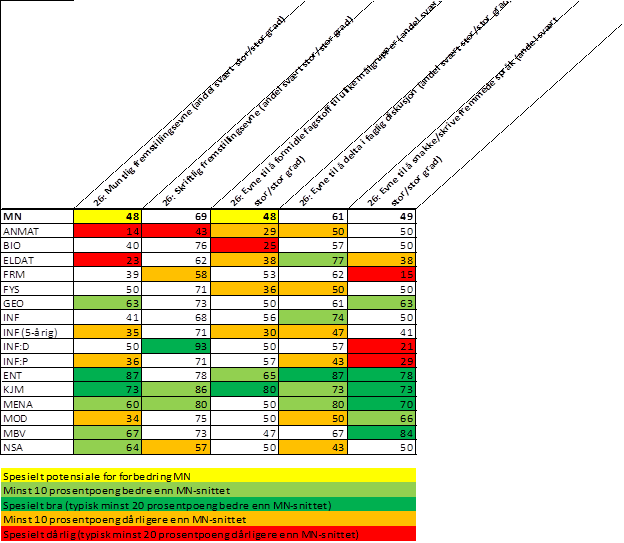 26: Muntlig fremstillingsevne (andel svært stor/stor grad)
26: Skriftlig fremstillingsevne (andel svært stor/stor grad)
26: Evne til å formidle fagstoff til ulike målgrupper (andel svær
stor/stor grad)
26: Evne til å delta i faglig diskusjon (andel svært stor/stor grad)
26: Evne til å snakke/skrive fremmede språk (andel svært
stor/stor grad)
MN 48 69 48 61 49
ANMAT 14 43 29 50 50
BIO 40 76 25 57 50
ELDAT 23 62 38 77 38
FRM 39 58 53 62 15
FYS 50 71 36 50 50
GEO 63 73 50 61 63
INF 41 68 56 74 50
INF (5-årig) 35 71 30 47 41
INF:D 50 93 50 57 21
INF:P 36 71 57 43 29
ENT 87 78 65 87 78
KJM 73 86 80 73 73
MENA 60 80 50 80 70
MOD 34 75 50 50 66
MBV 67 73 47 67 84
NSA 64 57 50 43 50
Spesielt potensiale for forbedring MN
Minst 10 prosentpoeng bedre enn MN-snittet
Spesielt bra (typisk minst 20 prosentpoeng bedre enn MN-snittet)
Minst 10 prosentpoeng dårligere enn MN-snittet
Spesielt dårlig (typisk minst 20 prosentpoeng dårligere enn MN-snittet)